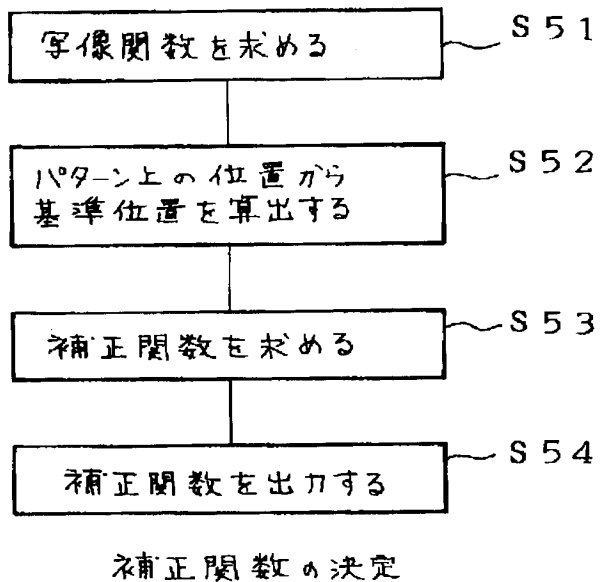 写像関数を求める
S51
パターン上の位置から
基準位置を算出する
S52
補正関数を求める
S53
補正関数を出力する
S54
補正関数の決定